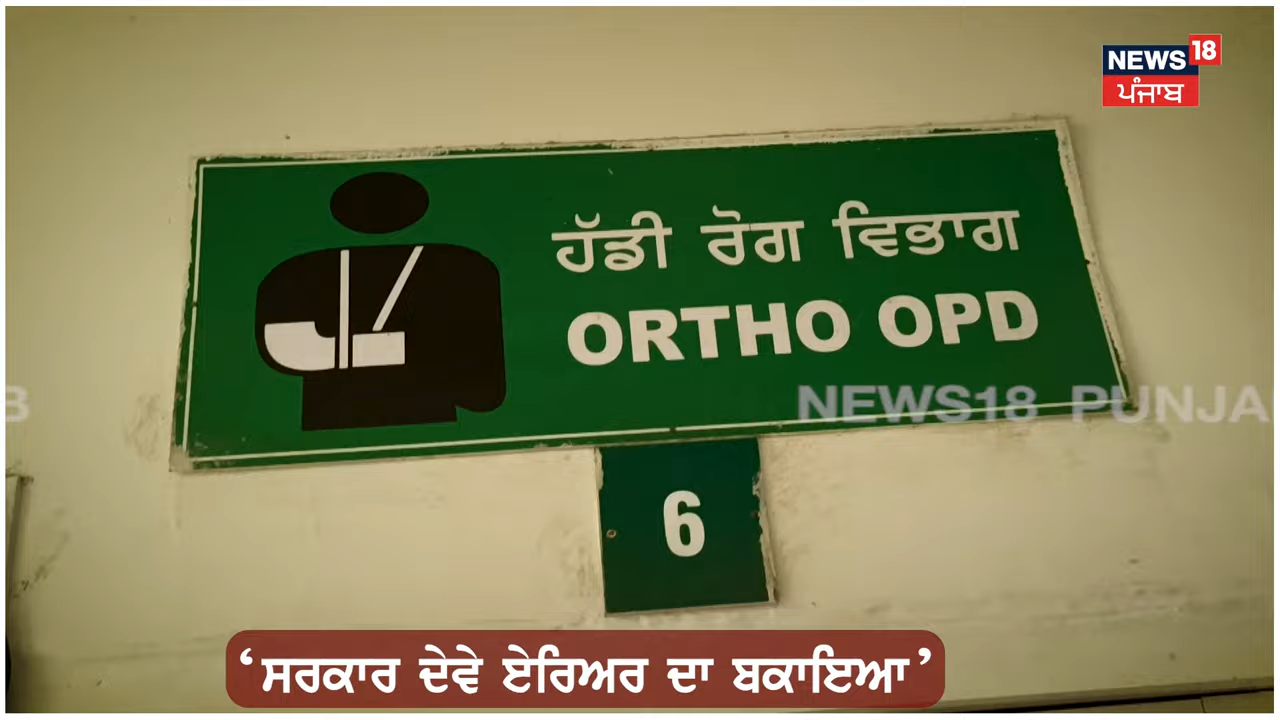 NEWS 18
ਪੰਜਾਬ
ਹੱਡੀ ਰੋਗ ਵਿਭਾਗ
ORTHO OPD
NEWS18 PUNJA
B
6
‘ਸਰਕਾਰ ਦੇਵੇ ਏਰਿਅਰ ਦਾ ਬਕਾਇਆ’